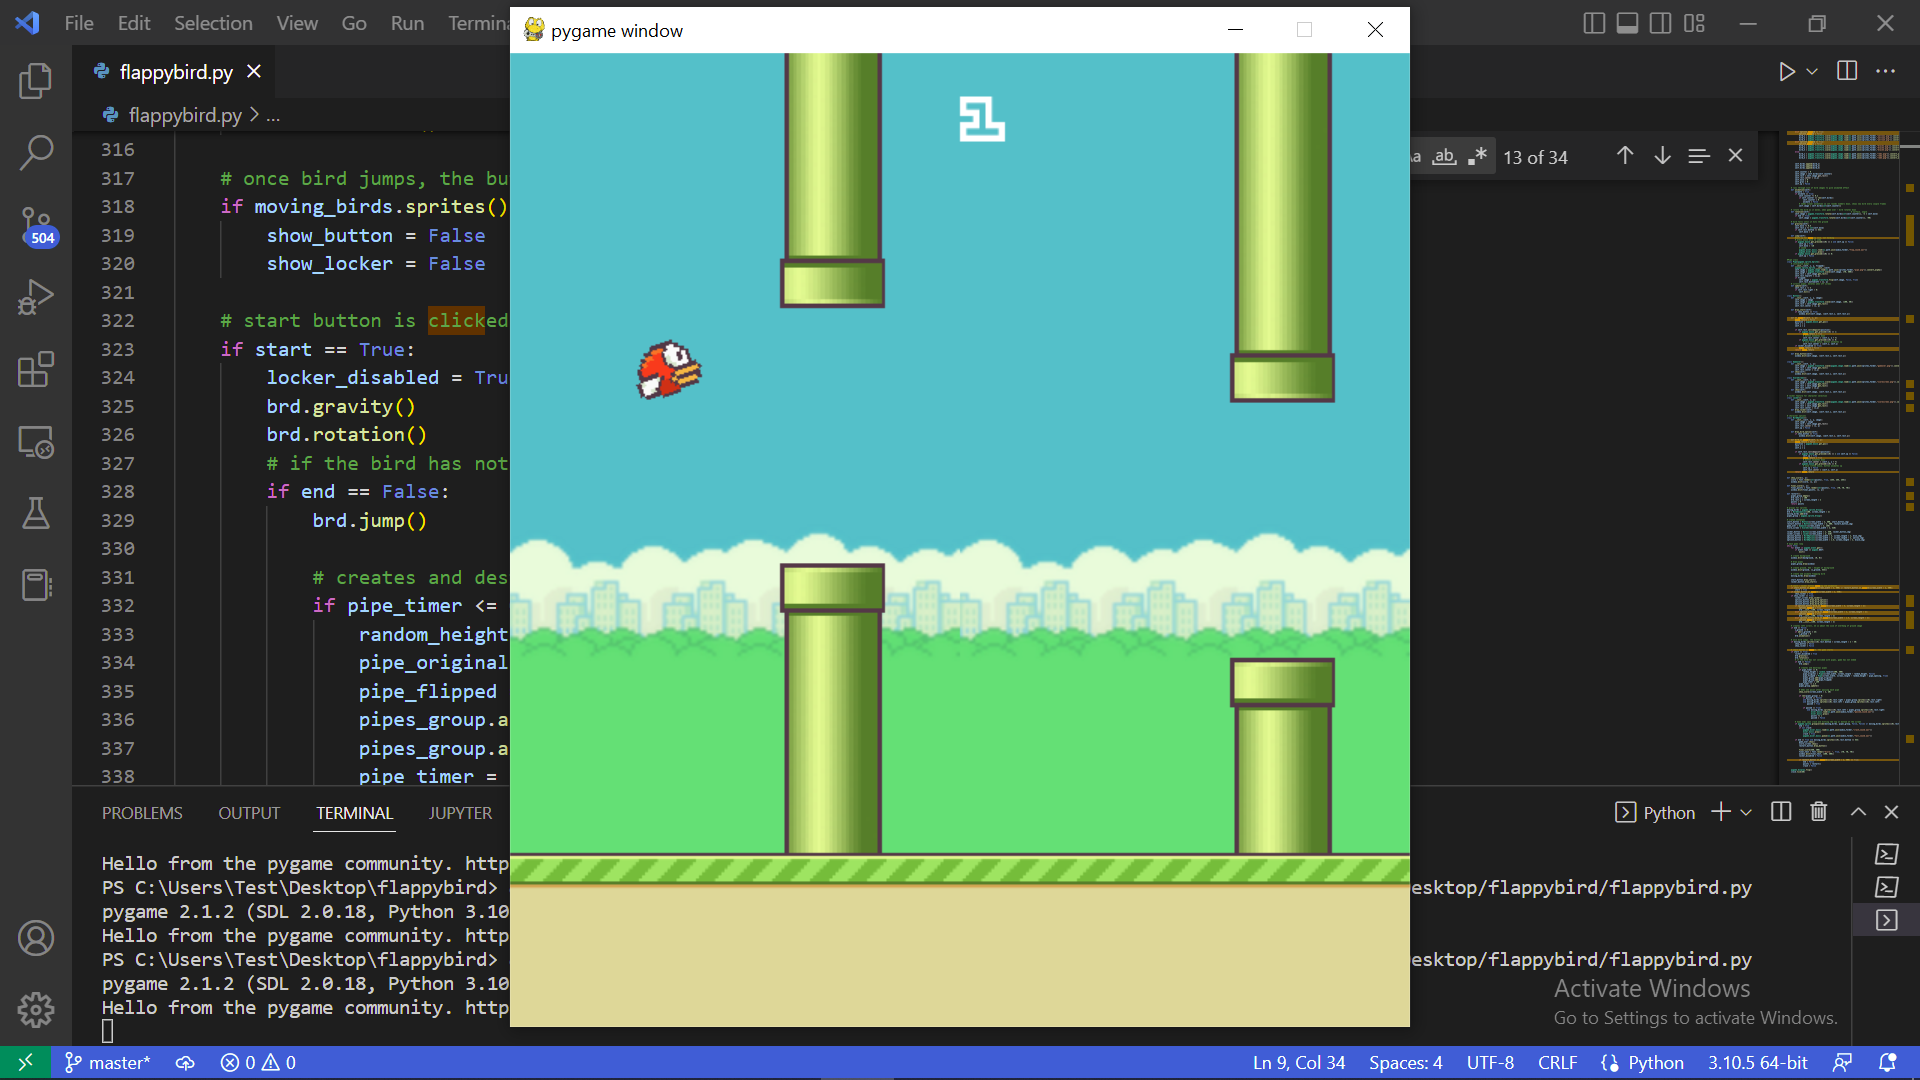 File Edit Selection View Go Run Termina
pygame window
flappybird.py
flappybird.py > ...
13 of 34
1
316
317 # once bird jumps, the bu
318 if moving_birds.sprites()
319 show_button = False
320 show_locker = False
321
322 # start button is clicked
323 if start == True:
324 locker_disabled = Tru
325 brd.gravity()
326 brd.rotation()
327 # if the bird has not
328 if end == False:
329 brd.jump()
330
331 # creates and des
332 if pipe_timer <=
333 random_height
334 pipe_original
335 pipe_flipped
336 pipes_group.a
337 pipes_group.a
338 pipe_timer =
504
PROBLEMS OUTPUT TERMINAL JUPYTER
Python
Hello from the pygame community. http
PS C:\Users\Test\Desktop\flappybird> esktop/flappybird/flappybird.py
pygame 2.1.2 (SDL 2.0.18, Python 3.10
Hello from the pygame community. http
PS C:\Users\Test\Desktop\flappybird> esktop/flappybird/flappybird.py
pygame 2.1.2 (SDL 2.0.18, Python 3.10
Hello from the pygame community. http
Activate Windows
Go to Settings to activate Windows.
master* 0 0 Ln 9, Col 34 Spaces: 4 UTF-8 CRLF Python 3.10.5 64-bit